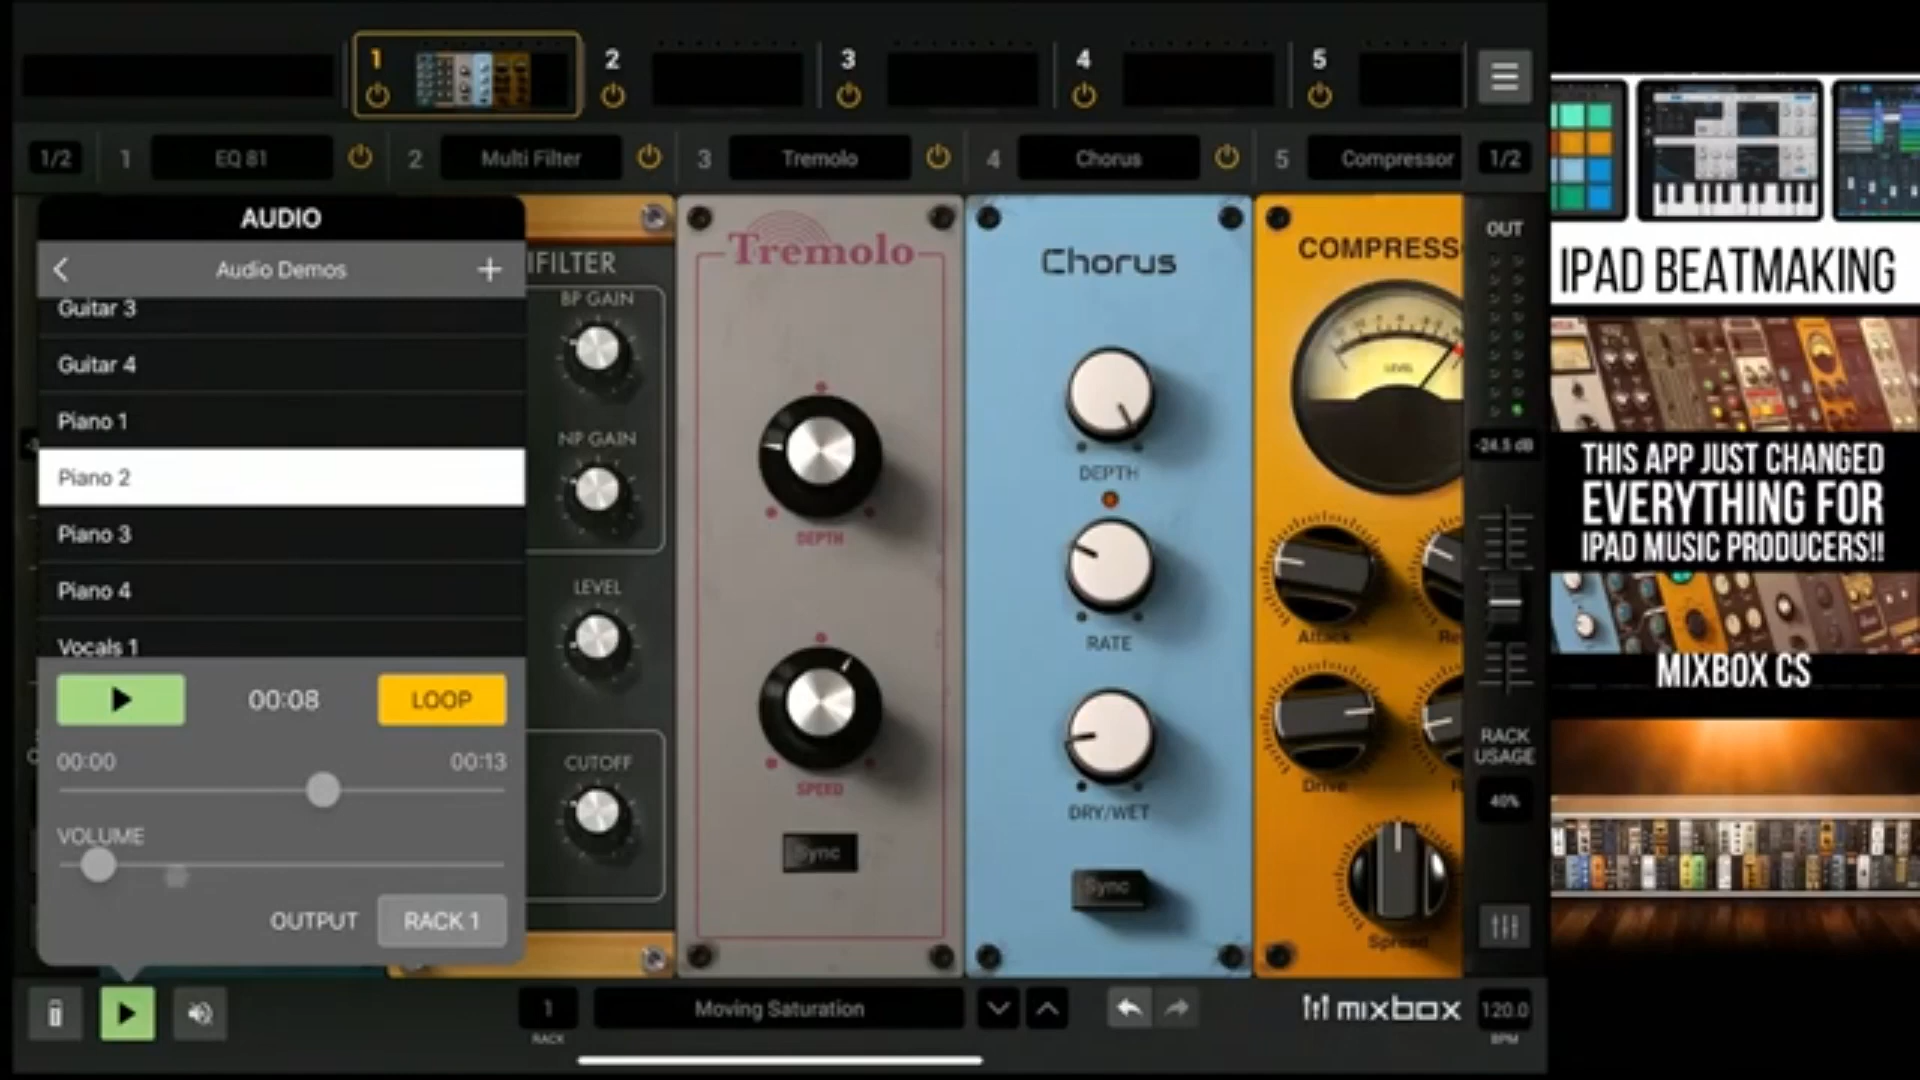 1
2
3
4
5
1/2
1
EQ 81
2
Multi Filter
3
Tremolo
4
Chorus
5
Compressor
1/2
AUDIO
Audio Demos
Guitar 3
Guitar 4
Piano 1
Piano 2
Piano 3
Piano 4
Vocals 1
00:08
LOOP
00:00
00:13
VOLUME
OUTPUT
RACK 1
IFILTER
BP GAIN
NP GAIN
LEVEL
CUTOFF
Tremolo
DEPTH
SPEED
Sync
Chorus
DEPTH
RATE
DRY/WET
Sync
COMPRESS
LEVEL
Attack
Drive
Spread
OUT
-24.5 dB
RACK
USAGE
40%
1
RACK
Moving Saturation
mixbox
120.0
BPM
IPAD BEATMAKING
THIS APP JUST CHANGED
EVERYTHING FOR
IPAD MUSIC PRODUCERS!!
MIXBOX CS